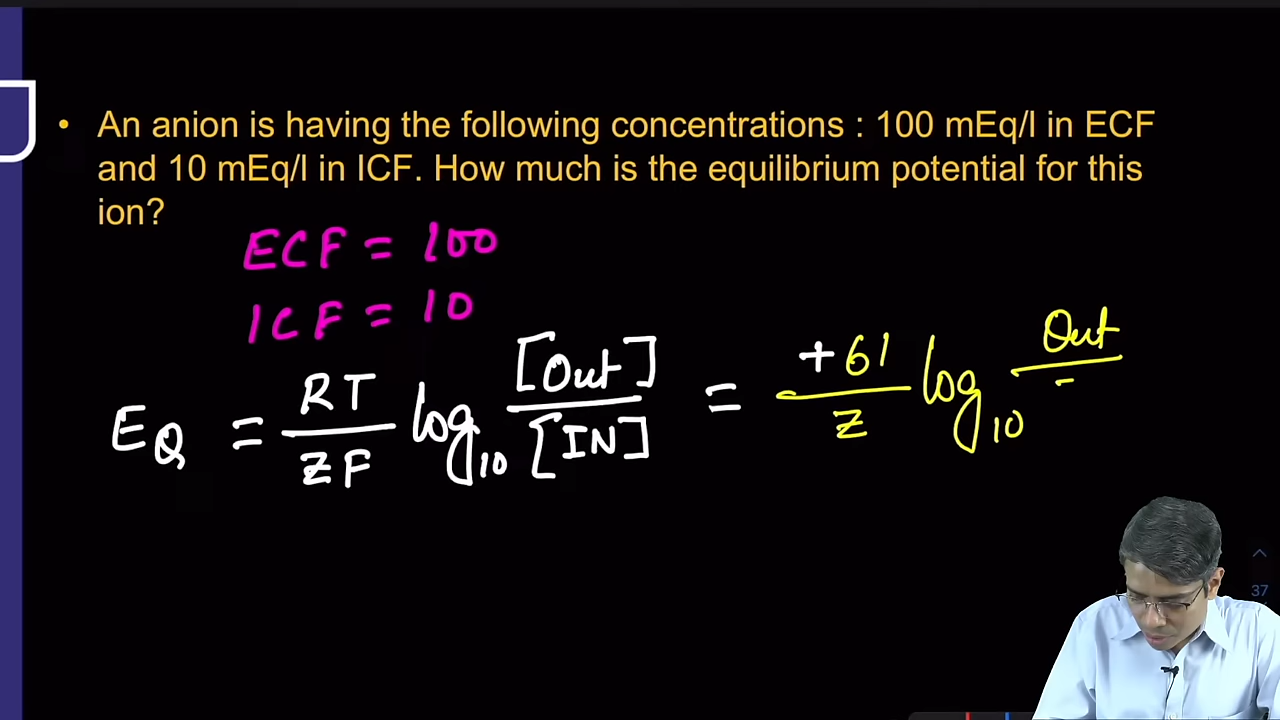 • An anion is having the following concentrations : 100 mEq/l in ECF
and 10 mEq/l in ICF. How much is the equilibrium potential for this
ion?
ECF = 100
ICF = 10
EQ = RT/ZF log10 [Out]/[IN] = +61/Z log10 Out/-
37